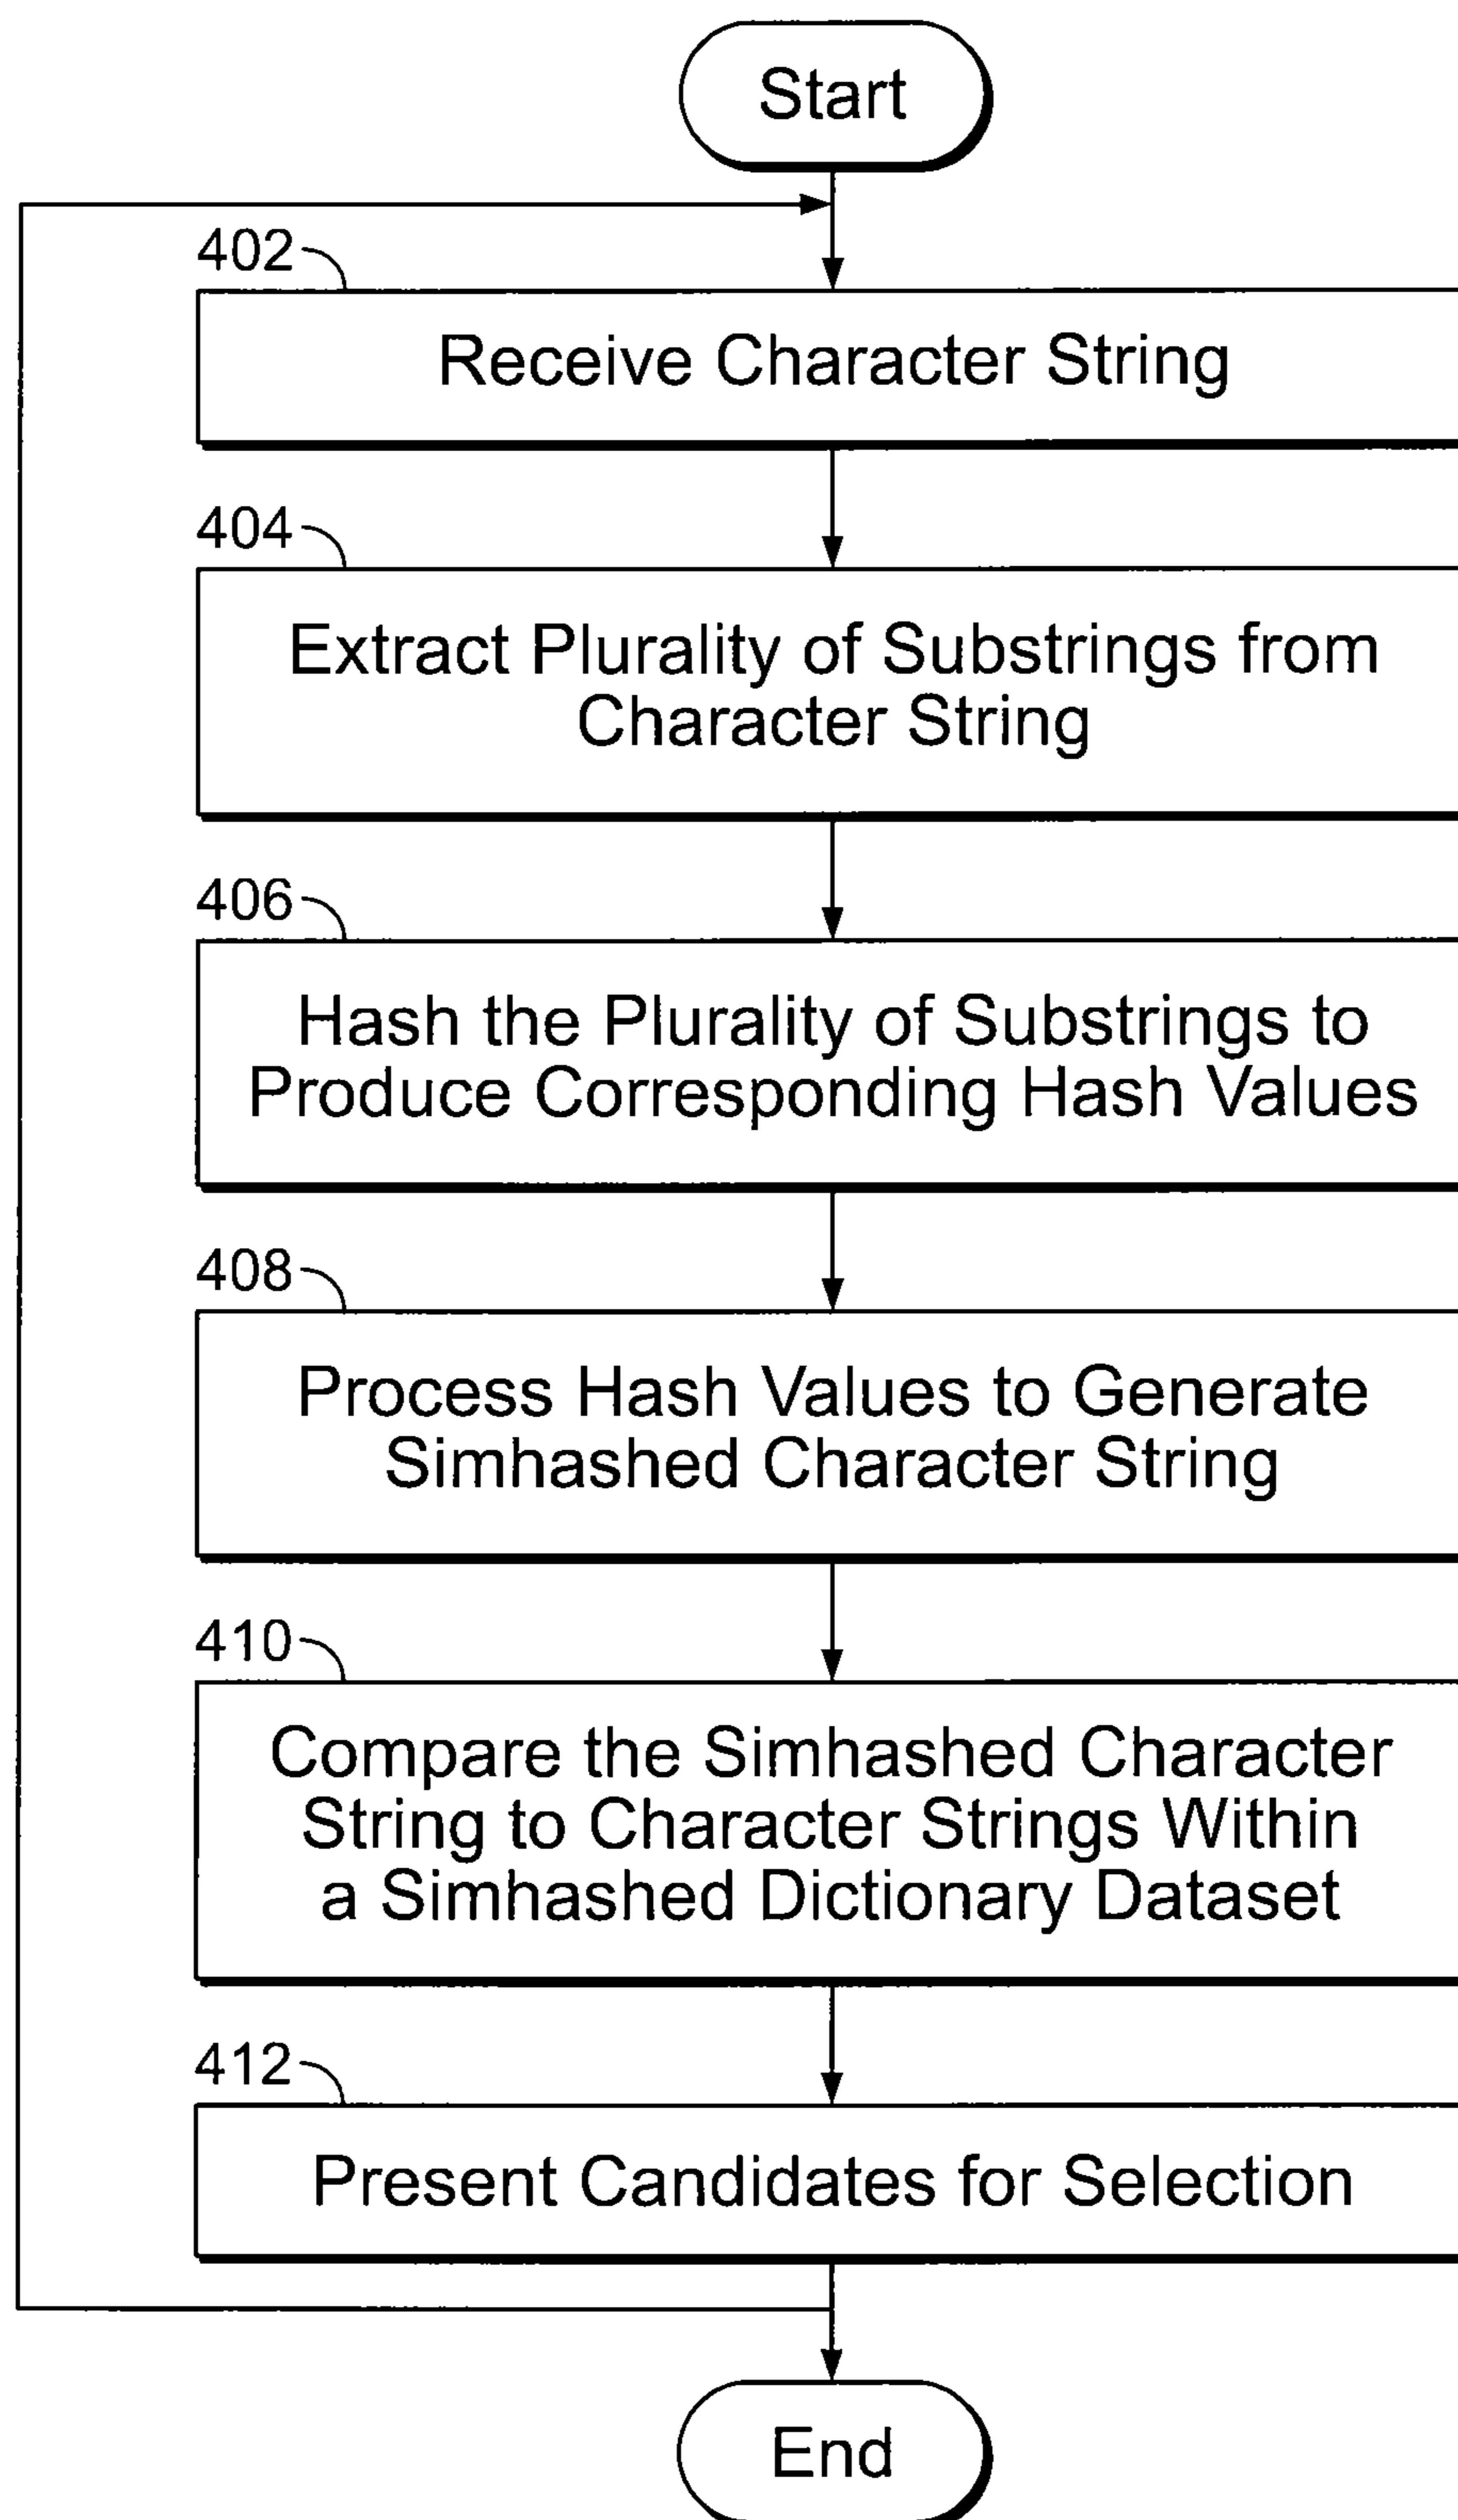 Start
402
Receive Character String
404
Extract Plurality of Substrings from
Character String
406
Hash the Plurality of Substrings to
Produce Corresponding Hash Values
408
Process Hash Values to Generate
Simhashed Character String
410
Compare the Simhashed Character
String to Character Strings Within
a Simhashed Dictionary Dataset
412
Present Candidates for Selection
End